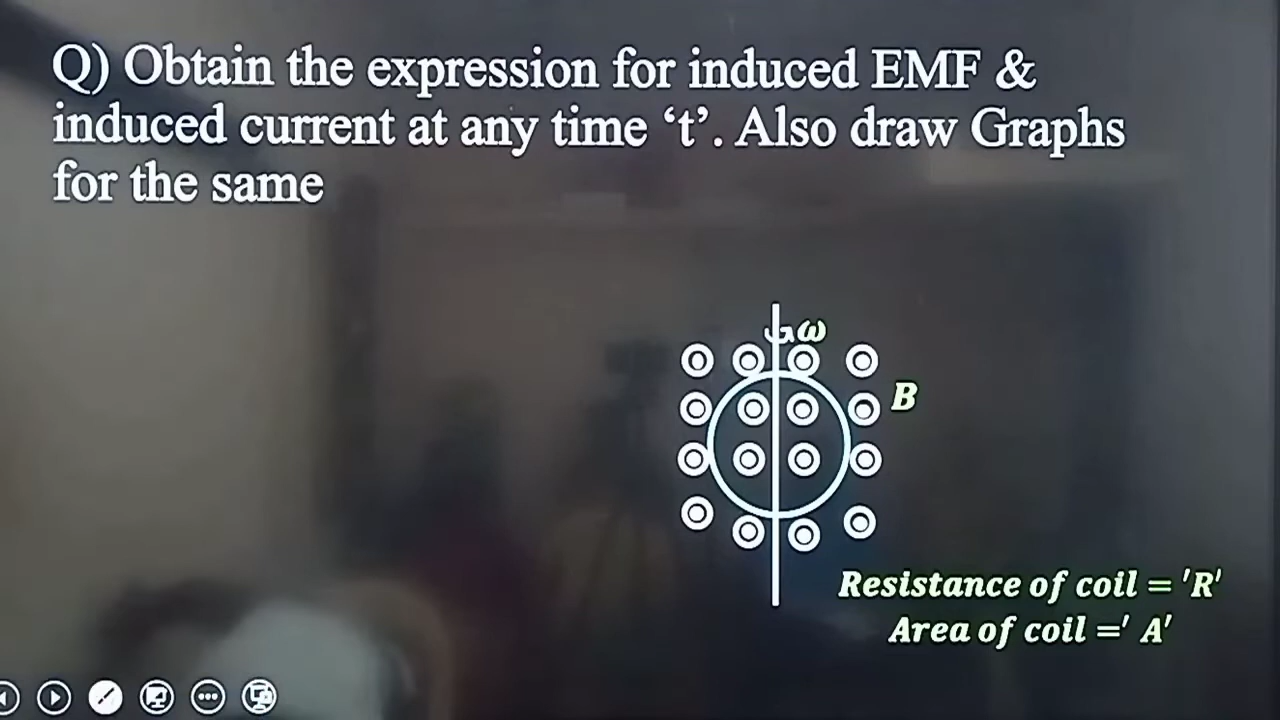 Q) Obtain the expression for induced EMF &
induced current at any time ‘t’. Also draw Graphs
for the same
ω
B
Resistance of coil = ′R′
Area of coil =′ A′